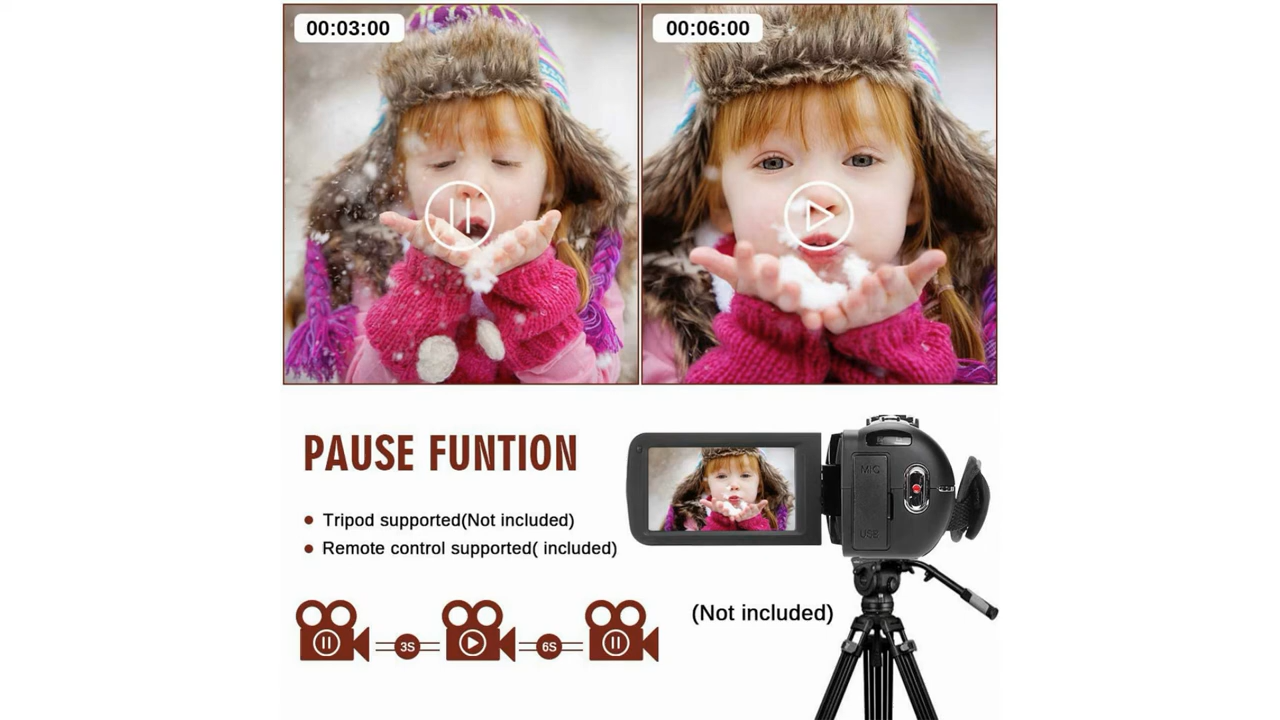 00:03:00
00:06:00
PAUSE FUNTION
Tripod supported(Not included)
Remote control supported( included)
MIC
USE
3S
6S
(Not included)